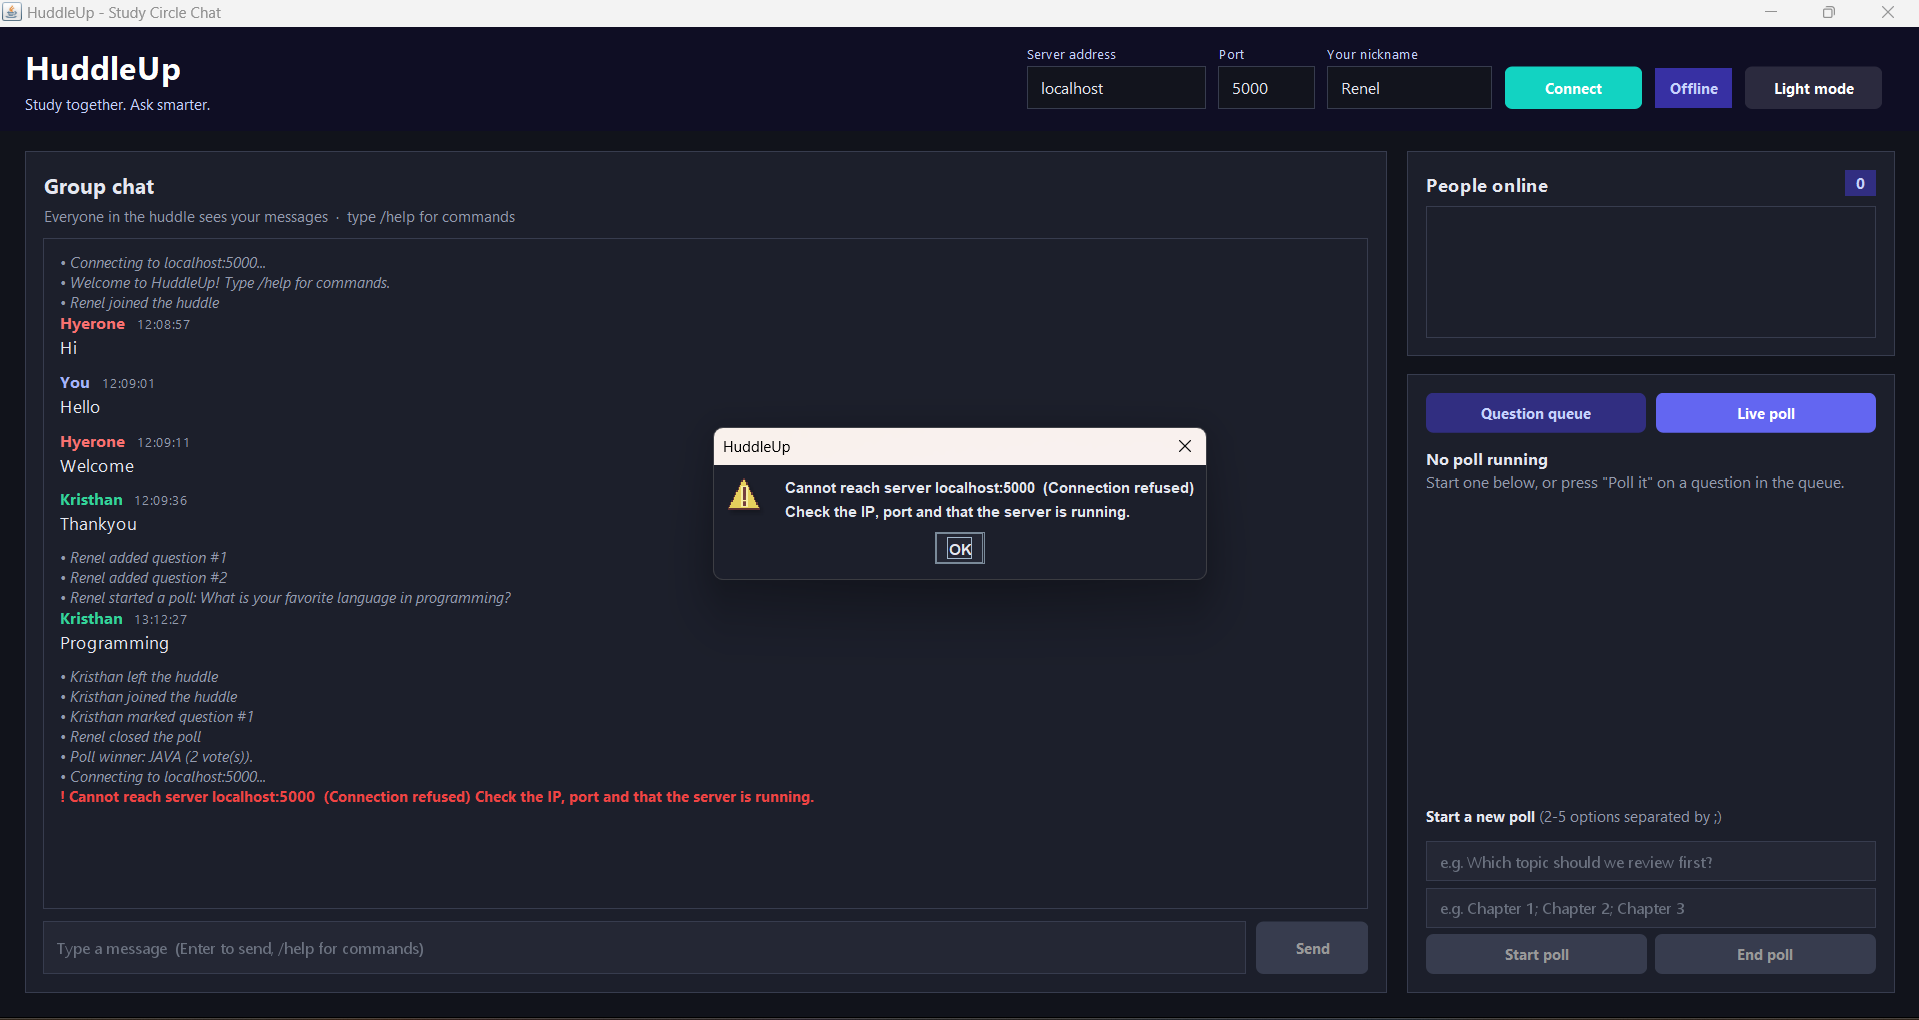 HuddleUp - Study Circle Chat
HuddleUp
Study together. Ask smarter.
Server address
Port
Your nickname
localhost
5000
Renel
Connect
Offline
Light mode
Group chat
Everyone in the huddle sees your messages · type /help for commands
• Connecting to localhost:5000...
• Welcome to HuddleUp! Type /help for commands.
• Renel joined the huddle
Hyerone 12:08:57
Hi
You 12:09:01
Hello
Hyerone 12:09:11
Welcome
Kristhan 12:09:36
Thankyou
• Renel added question #1
• Renel added question #2
• Renel started a poll: What is your favorite language in programming?
Kristhan 13:12:27
Programming
• Kristhan left the huddle
• Kristhan joined the huddle
• Kristhan marked question #1
• Renel closed the poll
• Poll winner: JAVA (2 vote(s)).
• Connecting to localhost:5000...
! Cannot reach server localhost:5000 (Connection refused) Check the IP, port and that the server is running.
Type a message (Enter to send, /help for commands)
Send
HuddleUp
Cannot reach server localhost:5000 (Connection refused)
Check the IP, port and that the server is running.
OK
People online
0
Question queue
Live poll
No poll running
Start one below, or press "Poll it" on a question in the queue.
Start a new poll (2-5 options separated by ;)
e.g. Which topic should we review first?
e.g. Chapter 1; Chapter 2; Chapter 3
Start poll
End poll